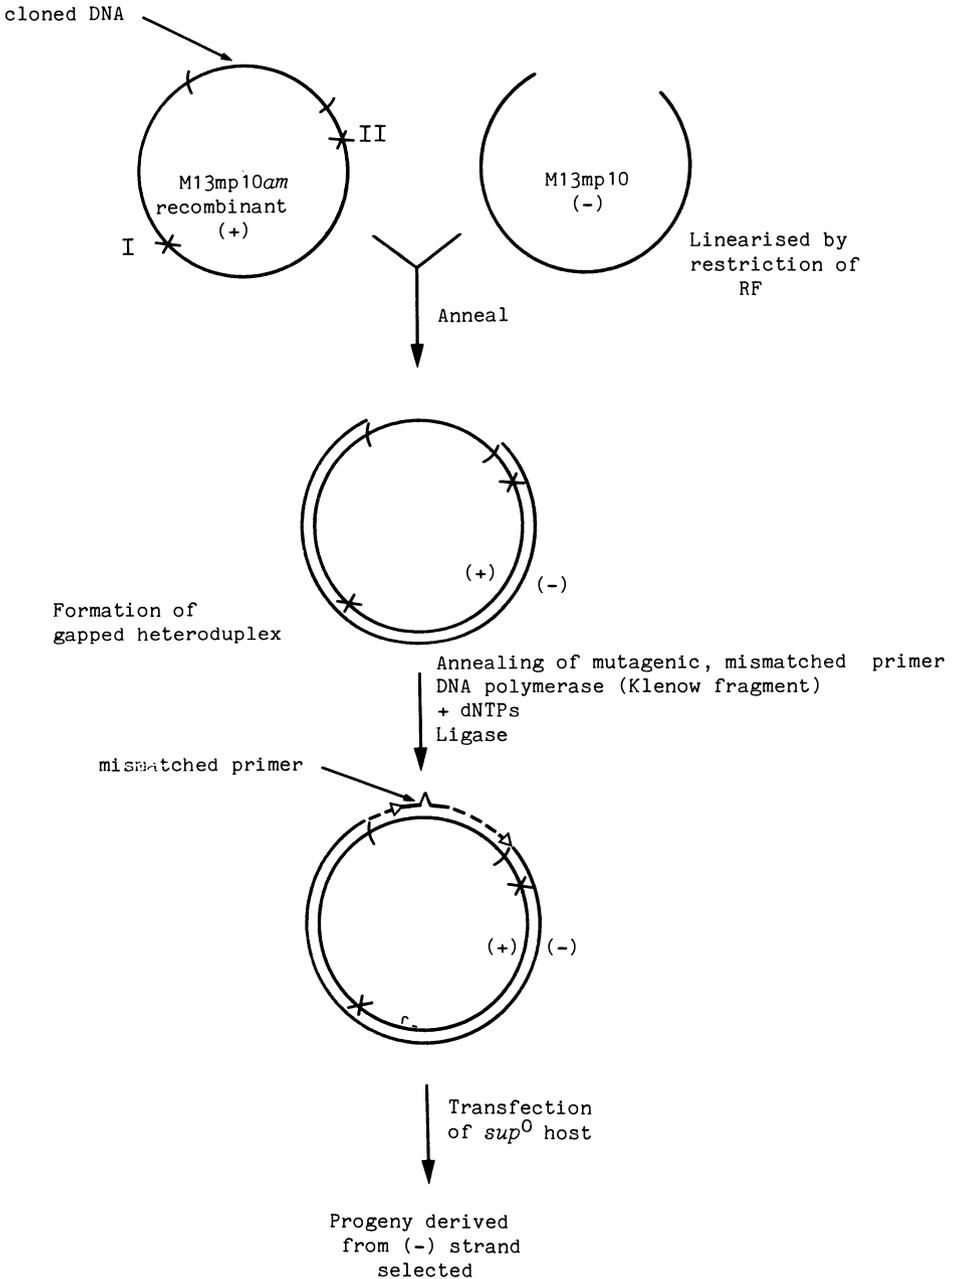 cloned DNA
II
M13mp10am
recombinant
(+)
I
M13mp10
(-)
Linearised by
restriction of
RF
Anneal
(+)
(-)
Formation of
gapped heteroduplex
Annealing of mutagenic, mismatched primer
DNA polymerase (Klenow fragment)
+ dNTPs
Ligase
mismatched primer
(+)
(-)
Transfection
of sup⁰ host
Progeny derived
from (-) strand
selected